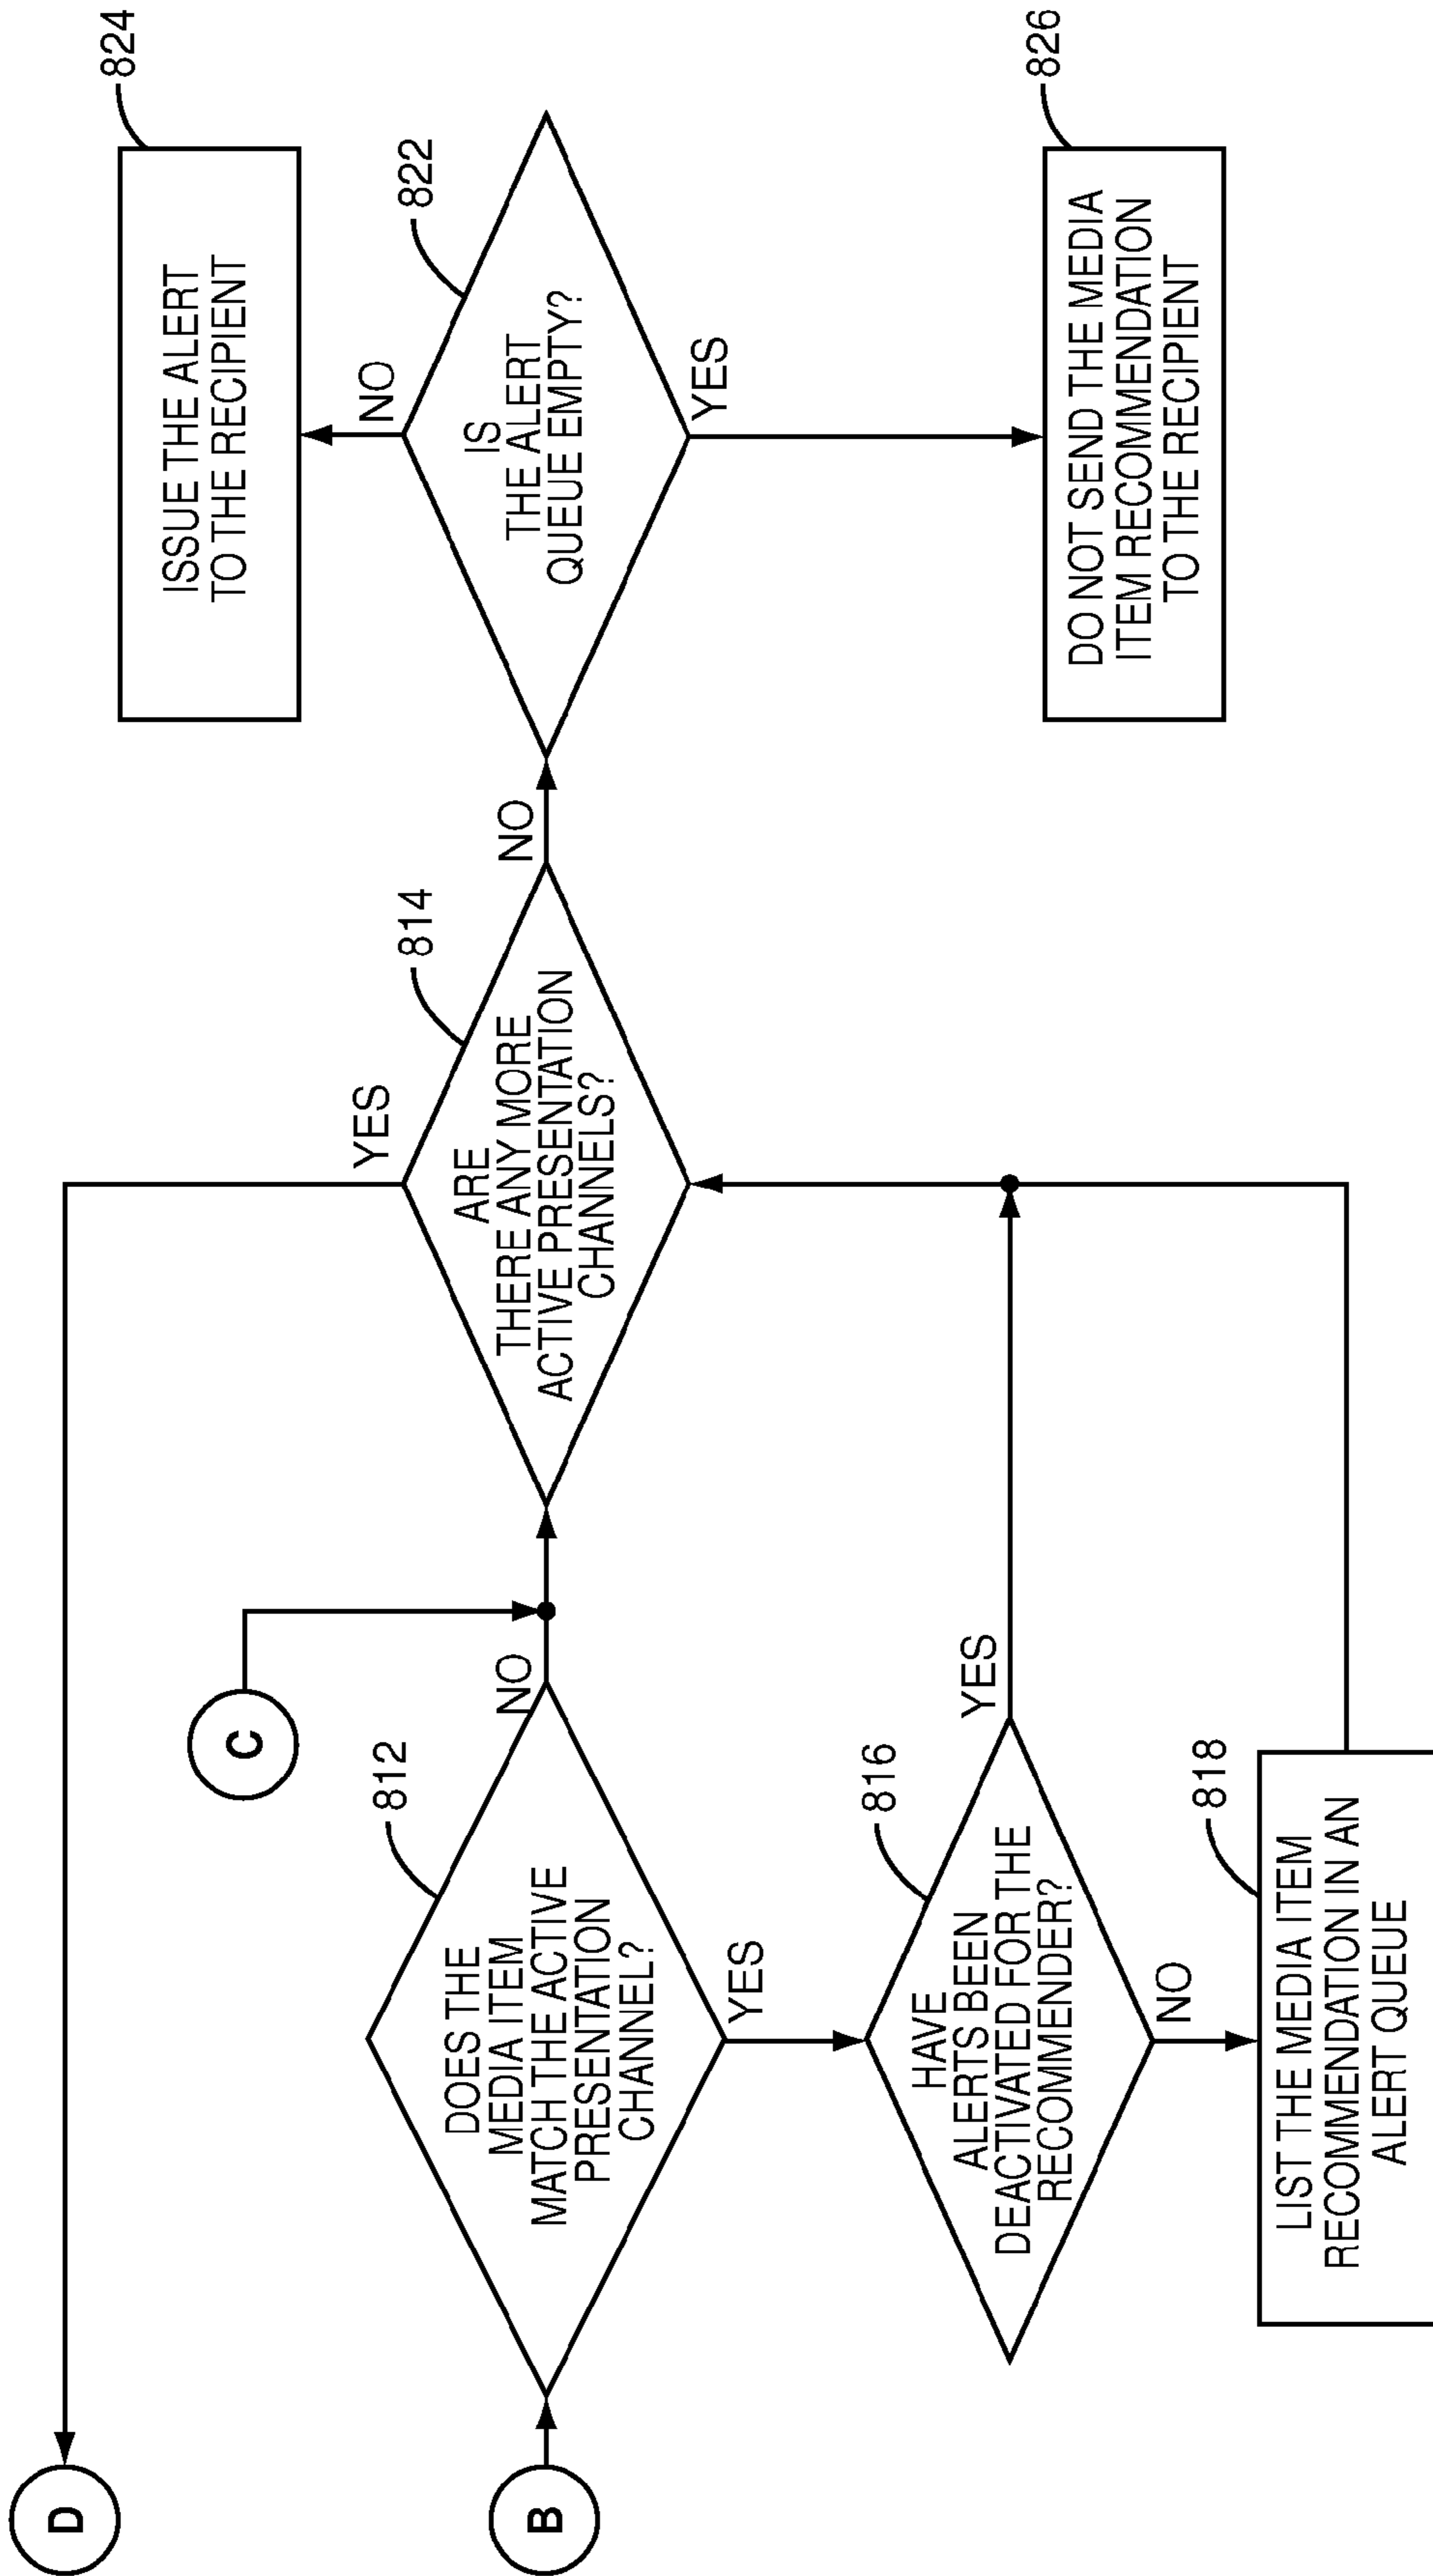 D
B
DOES THE
MEDIA ITEM
MATCH THE ACTIVE
PRESENTATION
CHANNEL?
812
NO
YES
C
HAVE
ALERTS BEEN
DEACTIVATED FOR THE
RECOMMENDER?
816
YES
NO
LIST THE MEDIA ITEM
RECOMMENDATION IN AN
ALERT QUEUE
818
ARE
THERE ANY MORE
ACTIVE PRESENTATION
CHANNELS?
814
YES
NO
IS
THE ALERT
QUEUE EMPTY?
822
NO
YES
ISSUE THE ALERT
TO THE RECIPIENT
824
DO NOT SEND THE MEDIA
ITEM RECOMMENDATION
TO THE RECIPIENT
826